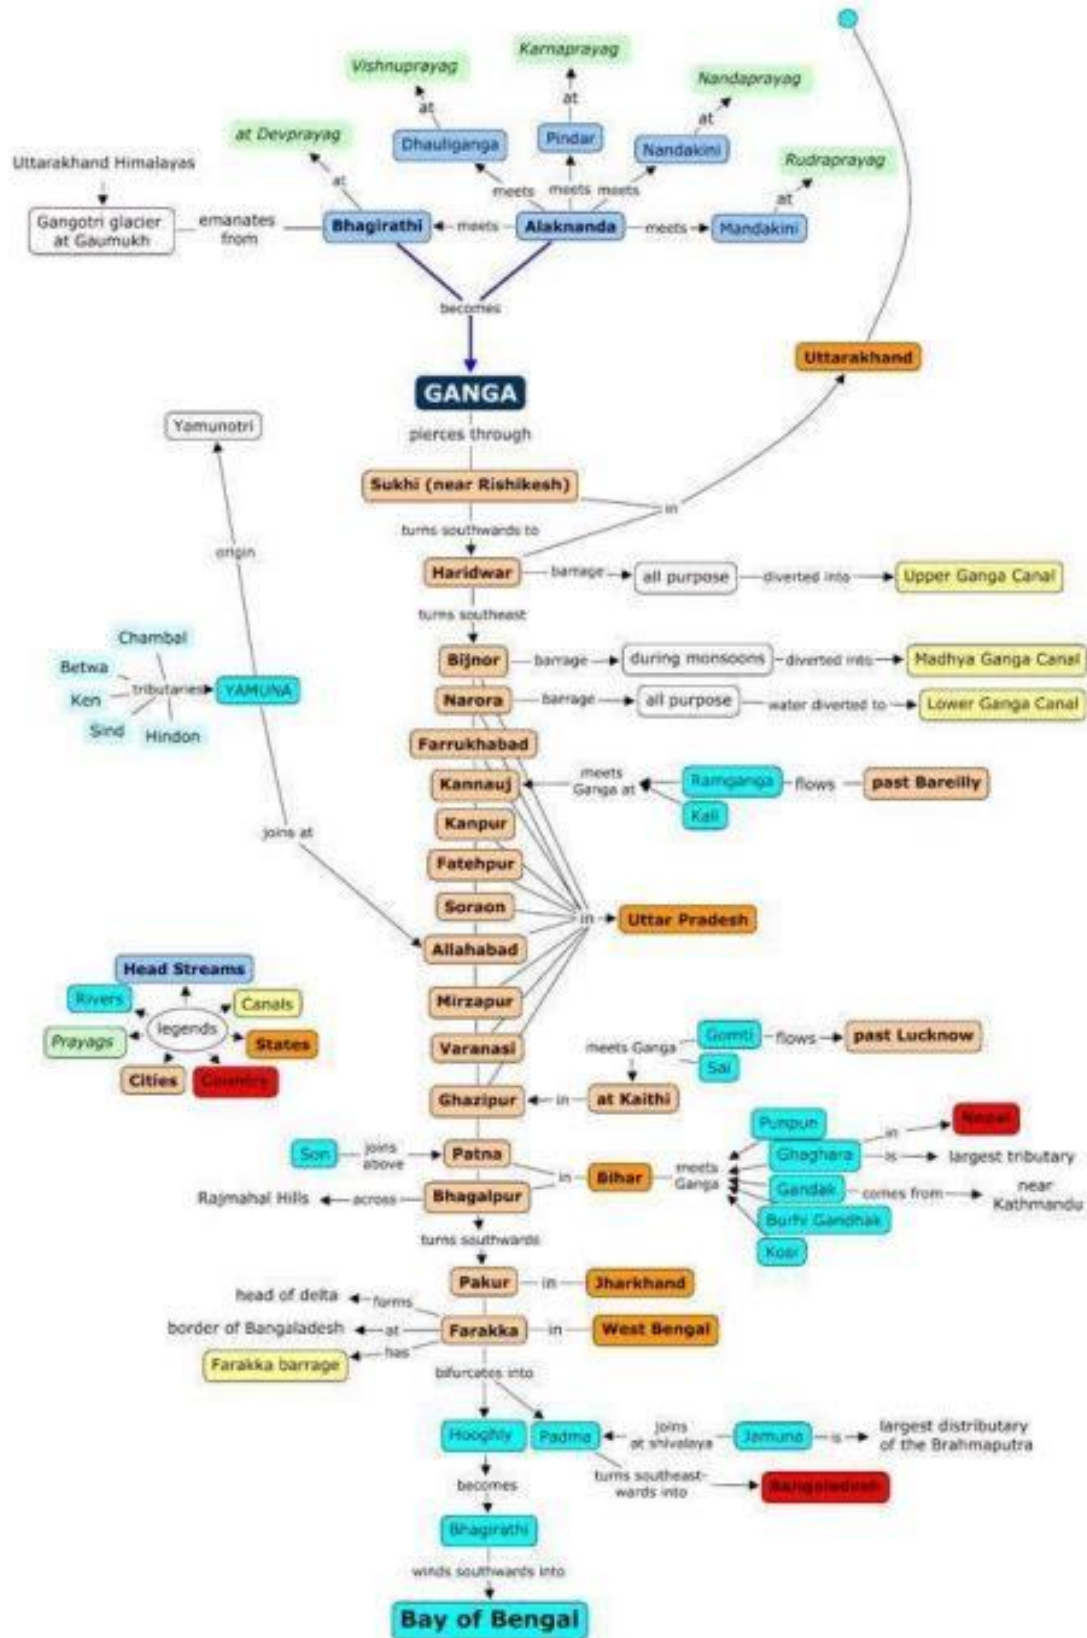 Karnaprayag
Vishnuprayag
Nandaprayag
at
at
at
at Devprayag
Dhauliganga
Pindar
Nandakini
Rudraprayag
Uttarakhand Himalayas
at
meets
meets
meets
at
Gangotri glacier
at Gaumukh
emanates
from
Bhagirathi
meets
Alaknanda
meets
Mandakini
becomes
Uttarakhand
GANGA
Yamunotri
pierces through
Sukhi (near Rishikesh)
in
turns southwards to
origin
Haridwar
barrage
all purpose
diverted into
Upper Ganga Canal
turns southeast
Chambal
Betwa
Ken
Sind
Hindon
tributaries
YAMUNA
Bijnor
barrage
during monsoons
diverted into
Madhya Ganga Canal
Narora
barrage
all purpose
water diverted to
Lower Ganga Canal
Farrukhabad
Kannauj
meets
Ganga at
Ramganga
flows
past Bareilly
Kali
Kanpur
joins at
Fatehpur
Soraon
in
Uttar Pradesh
Allahabad
Head Streams
Rivers
Canals
legends
Prayags
States
Cities
Country
Mirzapur
Varanasi
meets Ganga
Gomti
flows
past Lucknow
Sai
Ghazipur
in
at Kaithi
Son
joins
above
Patna
in
Bihar
meets
Ganga
Punpun
in
Nepal
Ghaghara
is
largest tributary
Gandak
comes from
near
Kathmandu
Burhi Gandhak
Kosi
Rajmahal Hills
across
Bhagalpur
turns southwards
Pakur
in
Jharkhand
head of delta
forms
border of Bangaladesh
at
Farakka
in
West Bengal
Farakka barrage
has
bifurcates into
Hooghly
Padma
joins
at shivalaya
Jamuna
is
largest distributary
of the Brahmaputra
turns southeast-
wards into
Bangaladesh
becomes
Bhagirathi
winds southwards into
Bay of Bengal